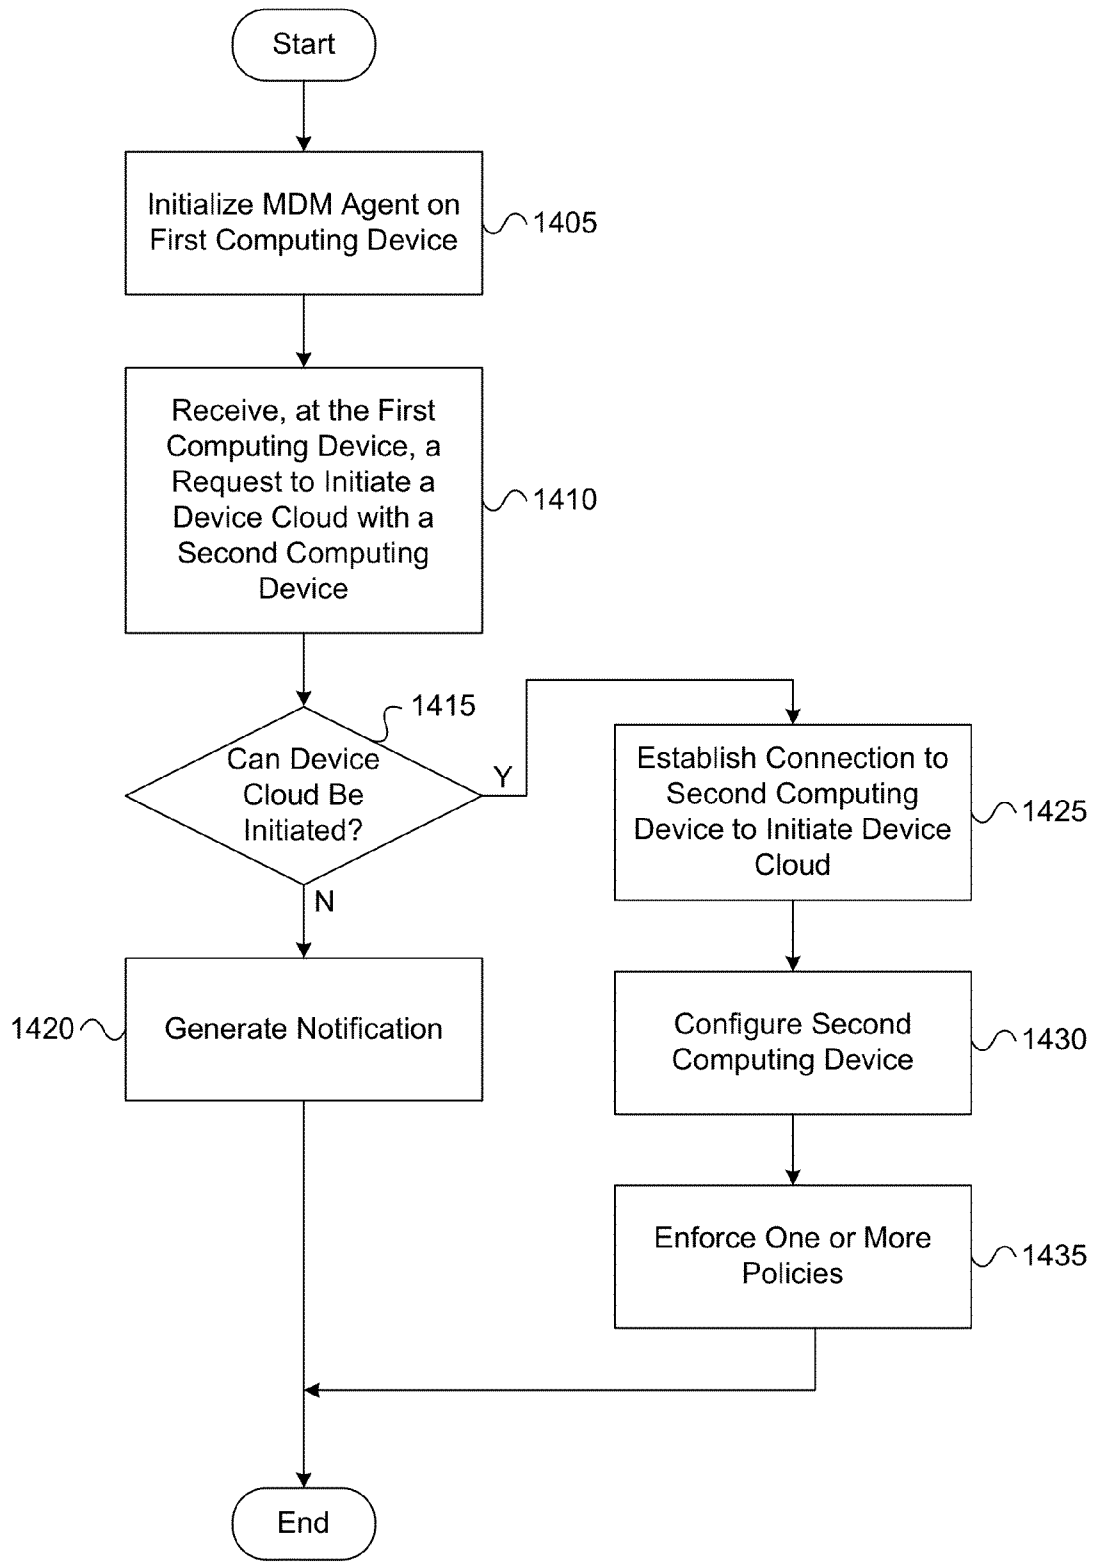 Start
Initialize MDM Agent on
First Computing Device
1405
Receive, at the First
Computing Device, a
Request to Initiate a
Device Cloud with a
Second Computing
Device
1410
1415
Can Device
Cloud Be
Initiated?
Y
N
Establish Connection to
Second Computing
Device to Initiate Device
Cloud
1425
1420
Generate Notification
Configure Second
Computing Device
1430
Enforce One or More
Policies
1435
End